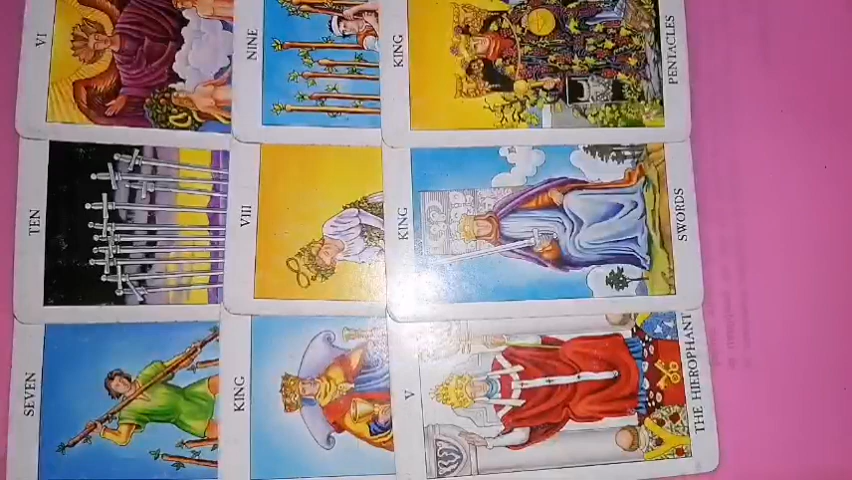 VI
NINE
KING
PENTACLES
TEN
VIII
KING
SWORDS
SEVEN
KING
V
THE HIEROPHANT